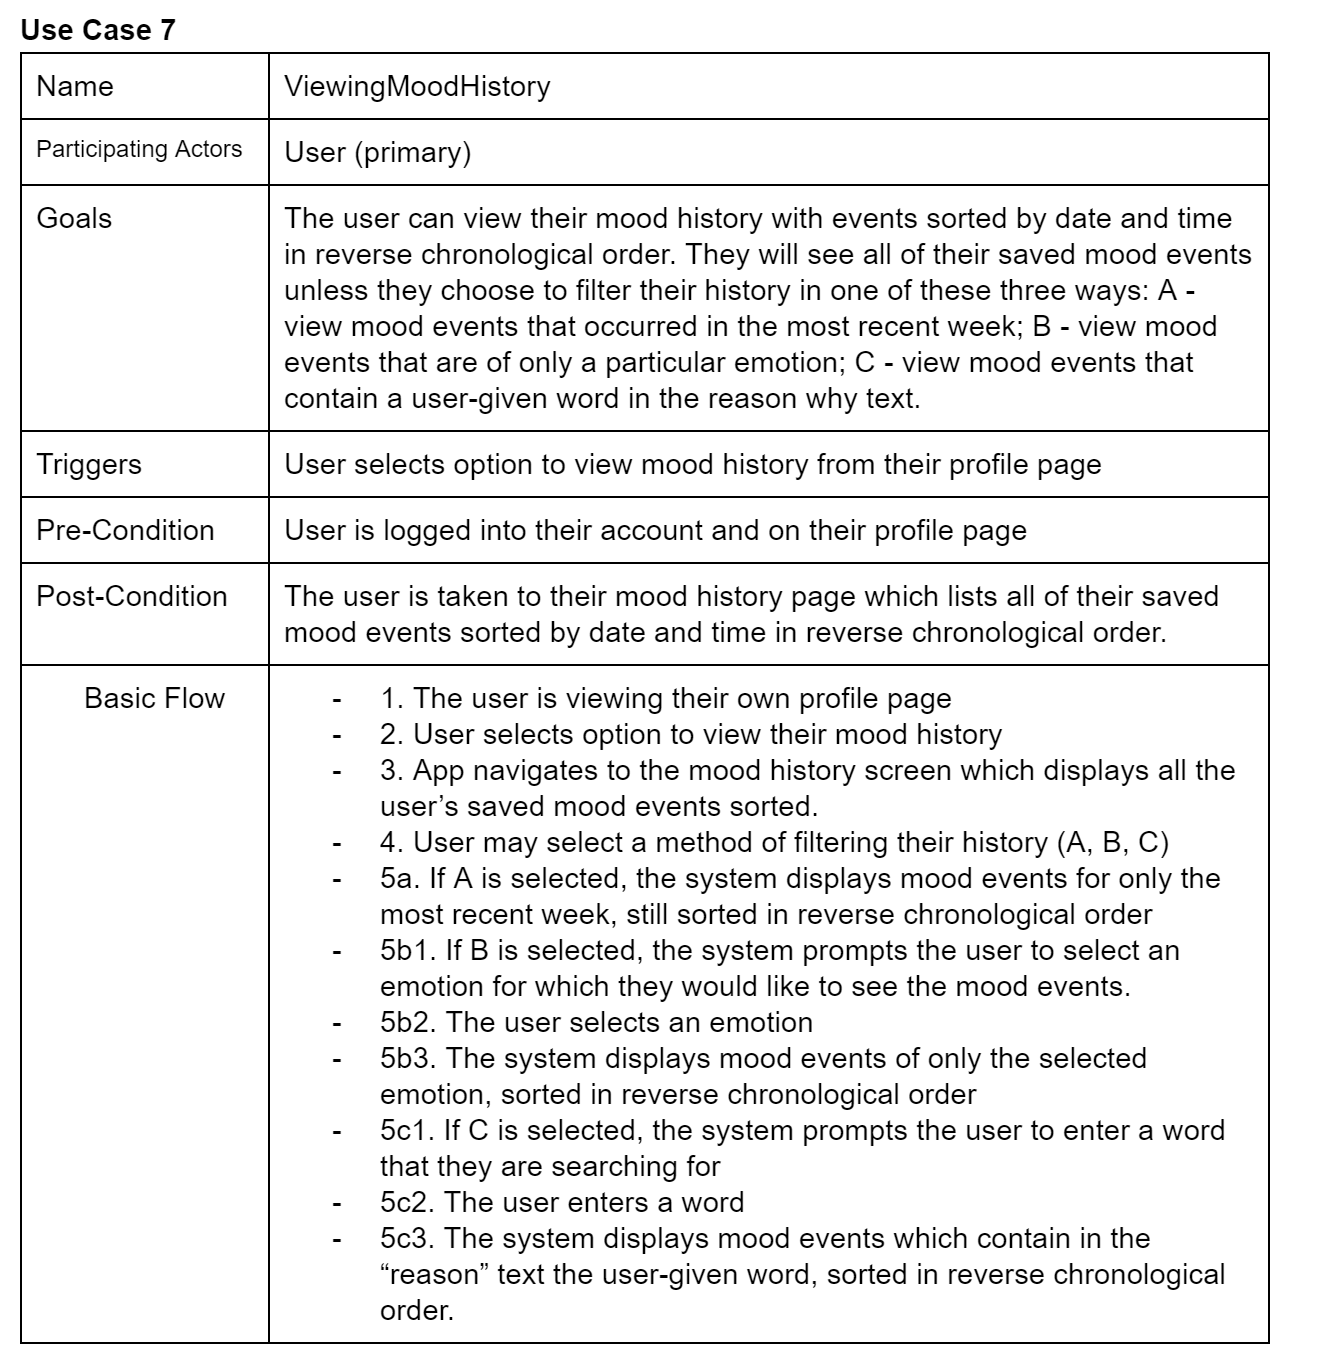 Use Case 7
Name
ViewingMoodHistory
Participating Actors
User (primary)
Goals
The user can view their mood history with events sorted by date and time
in reverse chronological order. They will see all of their saved mood events
unless they choose to filter their history in one of these three ways: A -
view mood events that occurred in the most recent week; B - view mood
events that are of only a particular emotion; C - view mood events that
contain a user-given word in the reason why text.
Triggers
User selects option to view mood history from their profile page
Pre-Condition
User is logged into their account and on their profile page
Post-Condition
The user is taken to their mood history page which lists all of their saved
mood events sorted by date and time in reverse chronological order.
Basic Flow
- 1. The user is viewing their own profile page
- 2. User selects option to view their mood history
- 3. App navigates to the mood history screen which displays all the
user’s saved mood events sorted.
- 4. User may select a method of filtering their history (A, B, C)
- 5a. If A is selected, the system displays mood events for only the
most recent week, still sorted in reverse chronological order
- 5b1. If B is selected, the system prompts the user to select an
emotion for which they would like to see the mood events.
- 5b2. The user selects an emotion
- 5b3. The system displays mood events of only the selected
emotion, sorted in reverse chronological order
- 5c1. If C is selected, the system prompts the user to enter a word
that they are searching for
- 5c2. The user enters a word
- 5c3. The system displays mood events which contain in the
“reason” text the user-given word, sorted in reverse chronological
order.